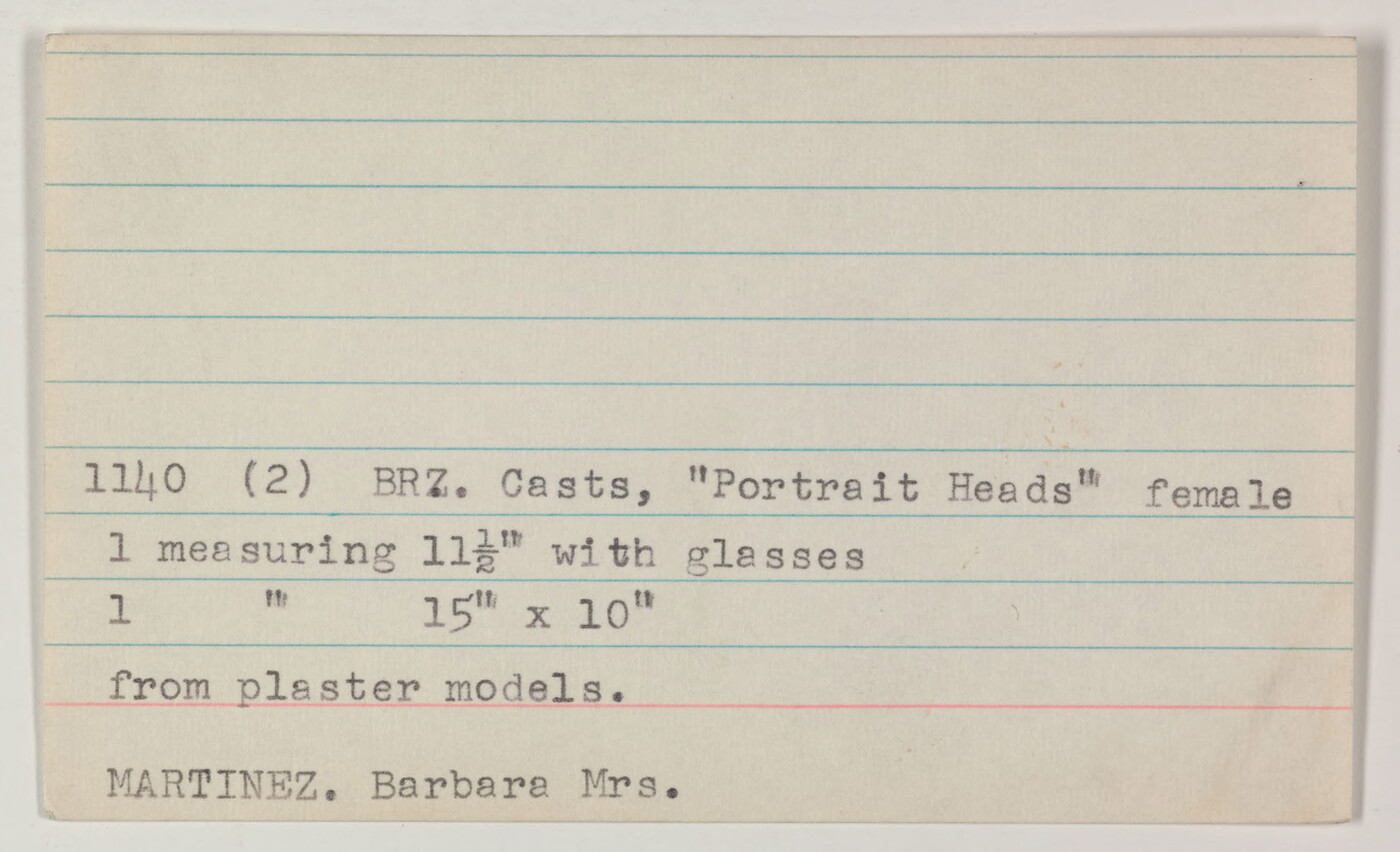 1140 (2) BRZ. Casts, "Portrait Heads" female
1 measuring 11½" with glasses
1 " 15" x 10"
from plaster models.
MARTINEZ. Barbara Mrs.